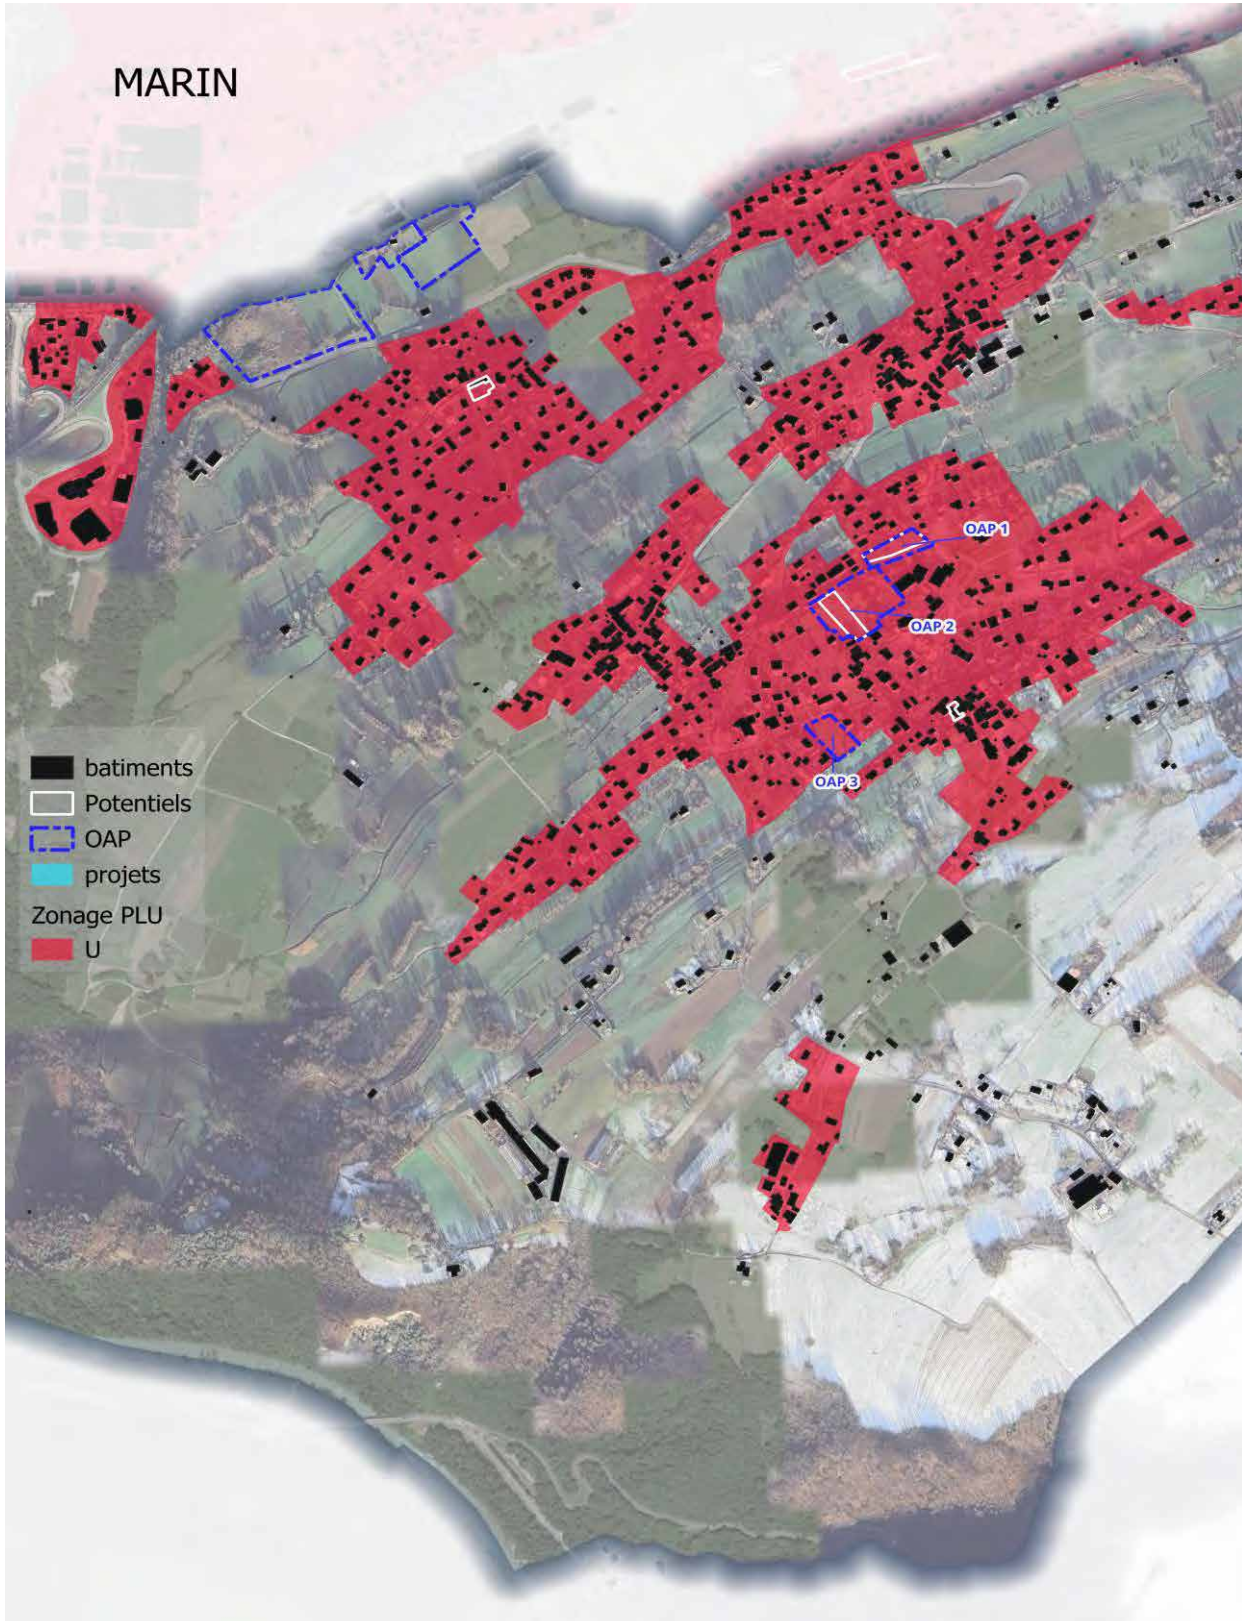 MARIN
OAP 1
OAP 2
OAP 3
batiments
Potentiels
OAP
projets
Zonage PLU
U